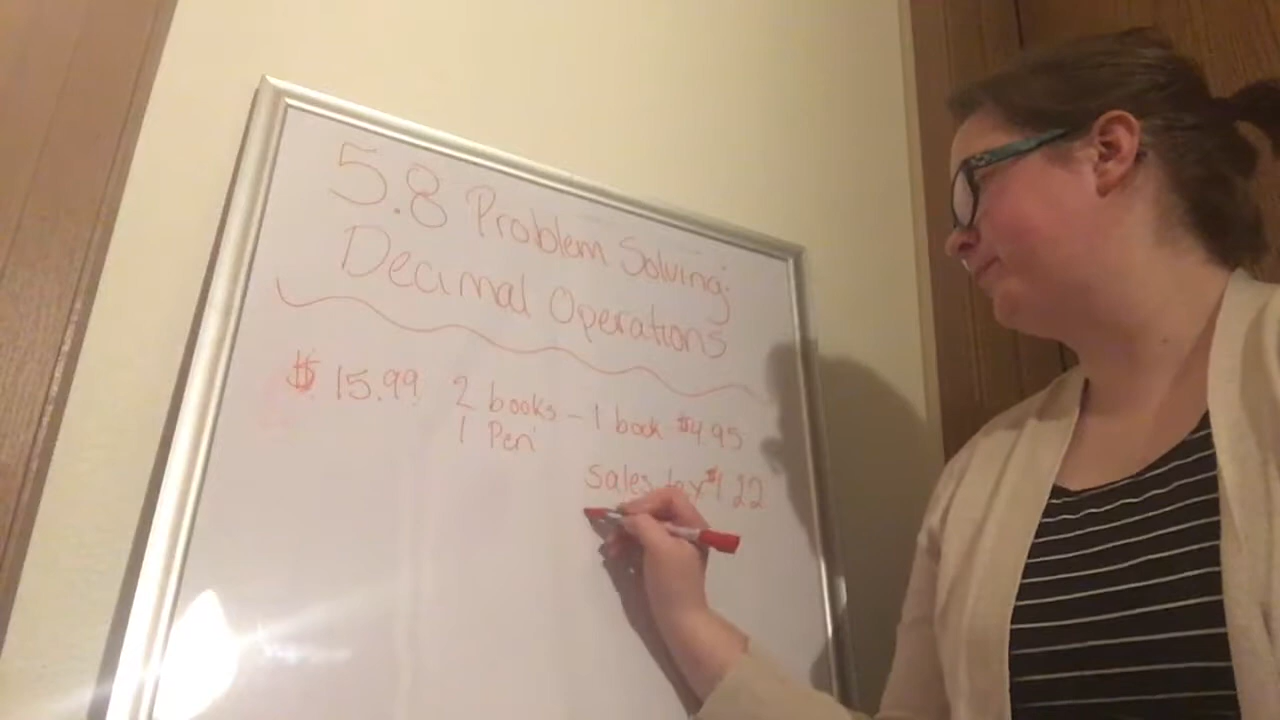 5.8 Problem Solving:
Decimal Operations
$15.99 2 books - 1 book $4.95
1 Pen
sales tax $1.22